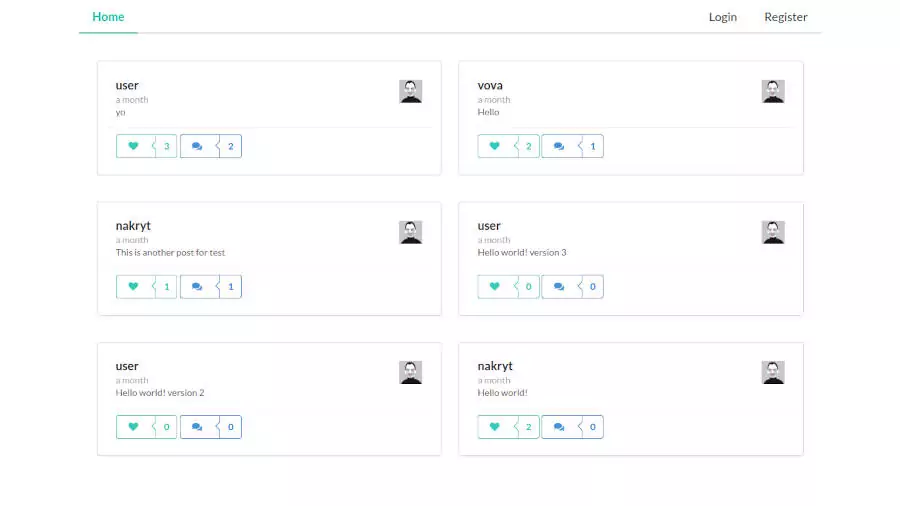 Home Login Register
user
a month
yo
3 2
vova
a month
Hello
2 1
nakryt
a month
This is another post for test
1 1
user
a month
Hello world! version 3
0 0
user
a month
Hello world! version 2
0 0
nakryt
a month
Hello world!
2 0